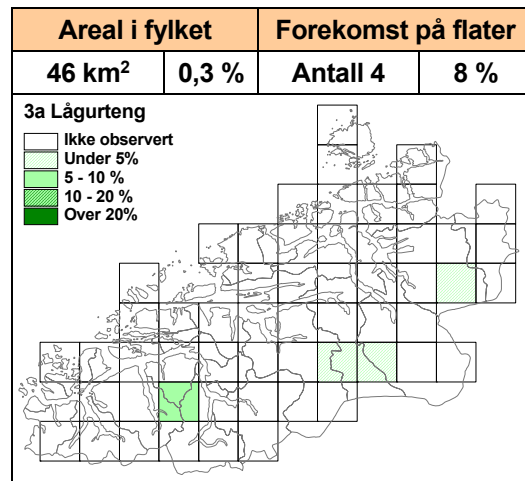 Areal i fylket Forekomst på flater
46 km² 0,3 % Antall 4 8 %
3a Lågurteng
Ikke observert
Under 5%
5 - 10 %
10 - 20 %
Over 20%